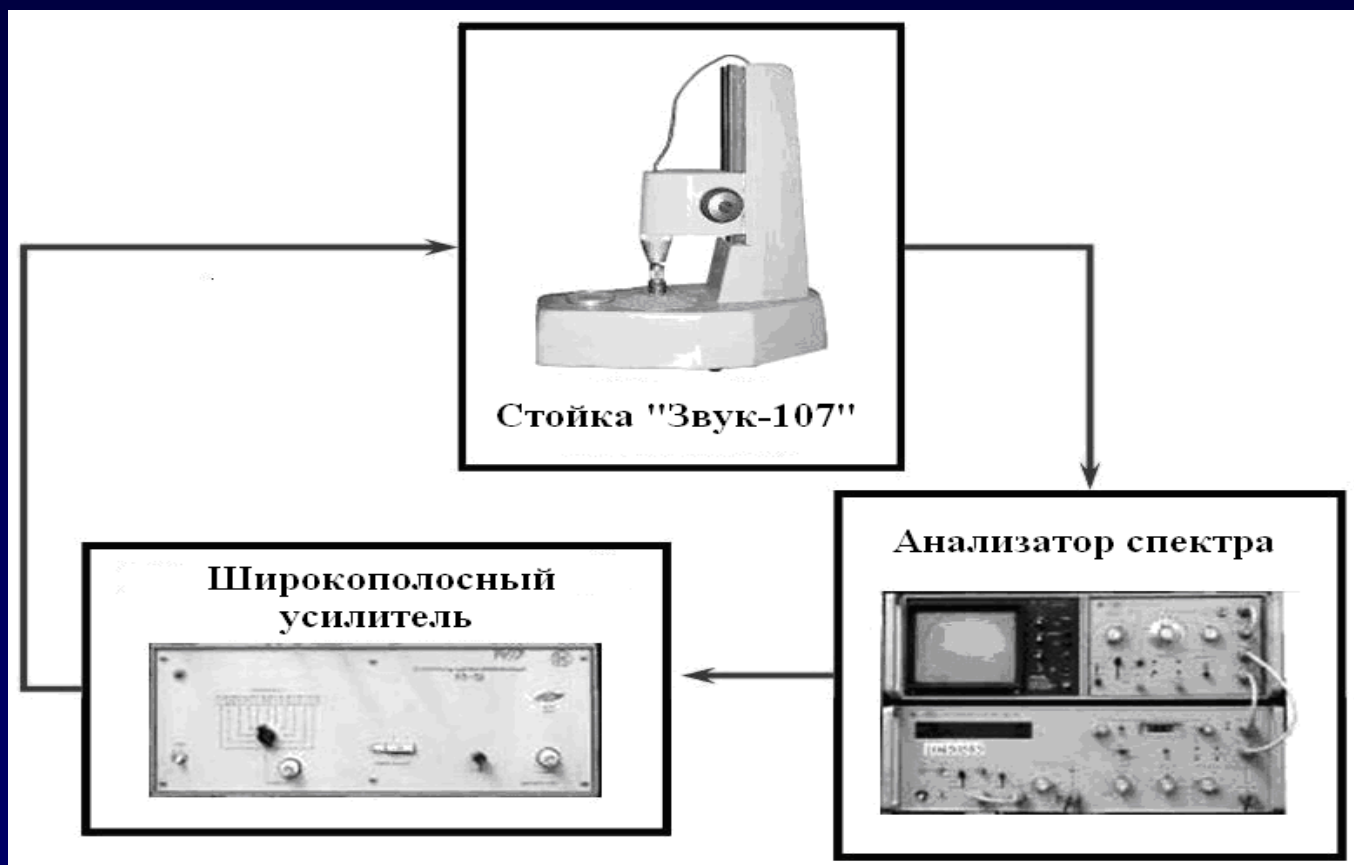 Стойка "Звук-107"
Анализатор спектра
Широкополосный
усилитель